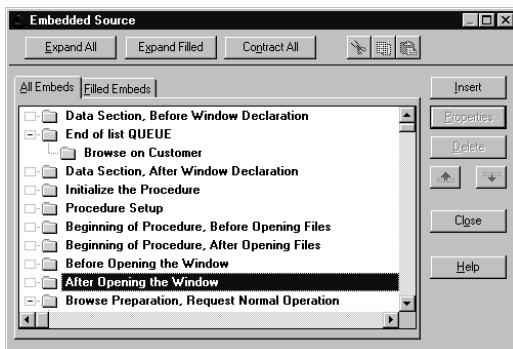 Embedded Source
Expand All Expand Filled Contract All
All Embeds Filled Embeds
Data Section, Before Window Declaration
End of list QUEUE
Browse on Customer
Data Section, After Window Declaration
Initialize the Procedure
Procedure Setup
Beginning of Procedure, Before Opening Files
Beginning of Procedure, After Opening Files
Before Opening the Window
After Opening the Window
Browse Preparation, Request Normal Operation
Insert
Properties
Delete
Close
Help